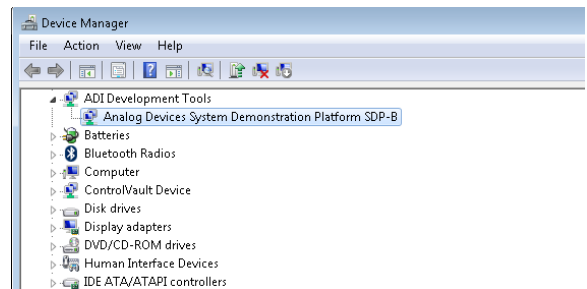 Device Manager
File Action View Help
ADI Development Tools
Analog Devices System Demonstration Platform SDP-B
Batteries
Bluetooth Radios
Computer
ControlVault Device
Disk drives
Display adapters
DVD/CD-ROM drives
Human Interface Devices
IDE ATA/ATAPI controllers